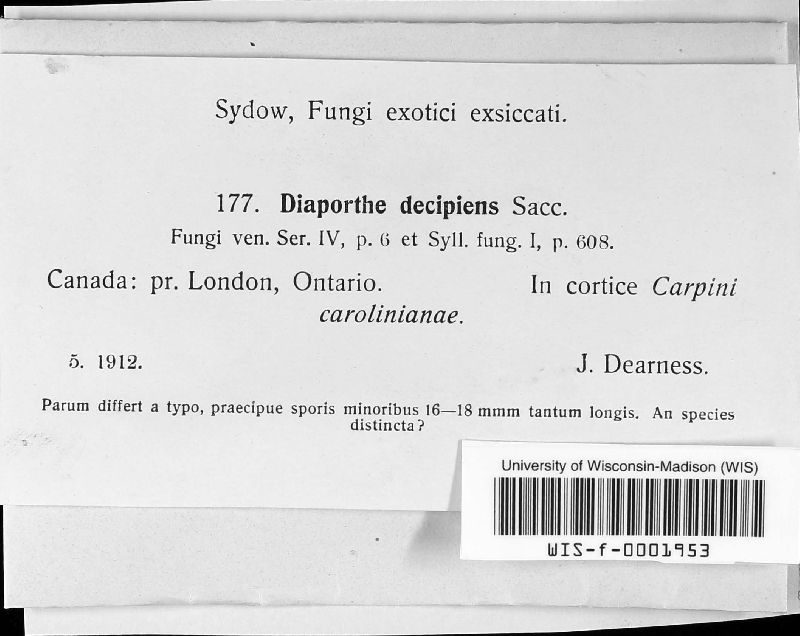 Sydow, Fungi exotici exsiccati.
177. Diaporthe decipiens Sacc.
Fungi ven. Ser. IV, p. 6 et Syll. fung. I, p. 608.
Canada: pr. London, Ontario. In cortice Carpini
carolinianae.
5. 1912. J. Dearness.
Parum differt a typo, praecipue sporis minoribus 16—18 mmm tantum longis. An species
distincta?
University of Wisconsin-Madison (WIS)
WIS-f-0001953